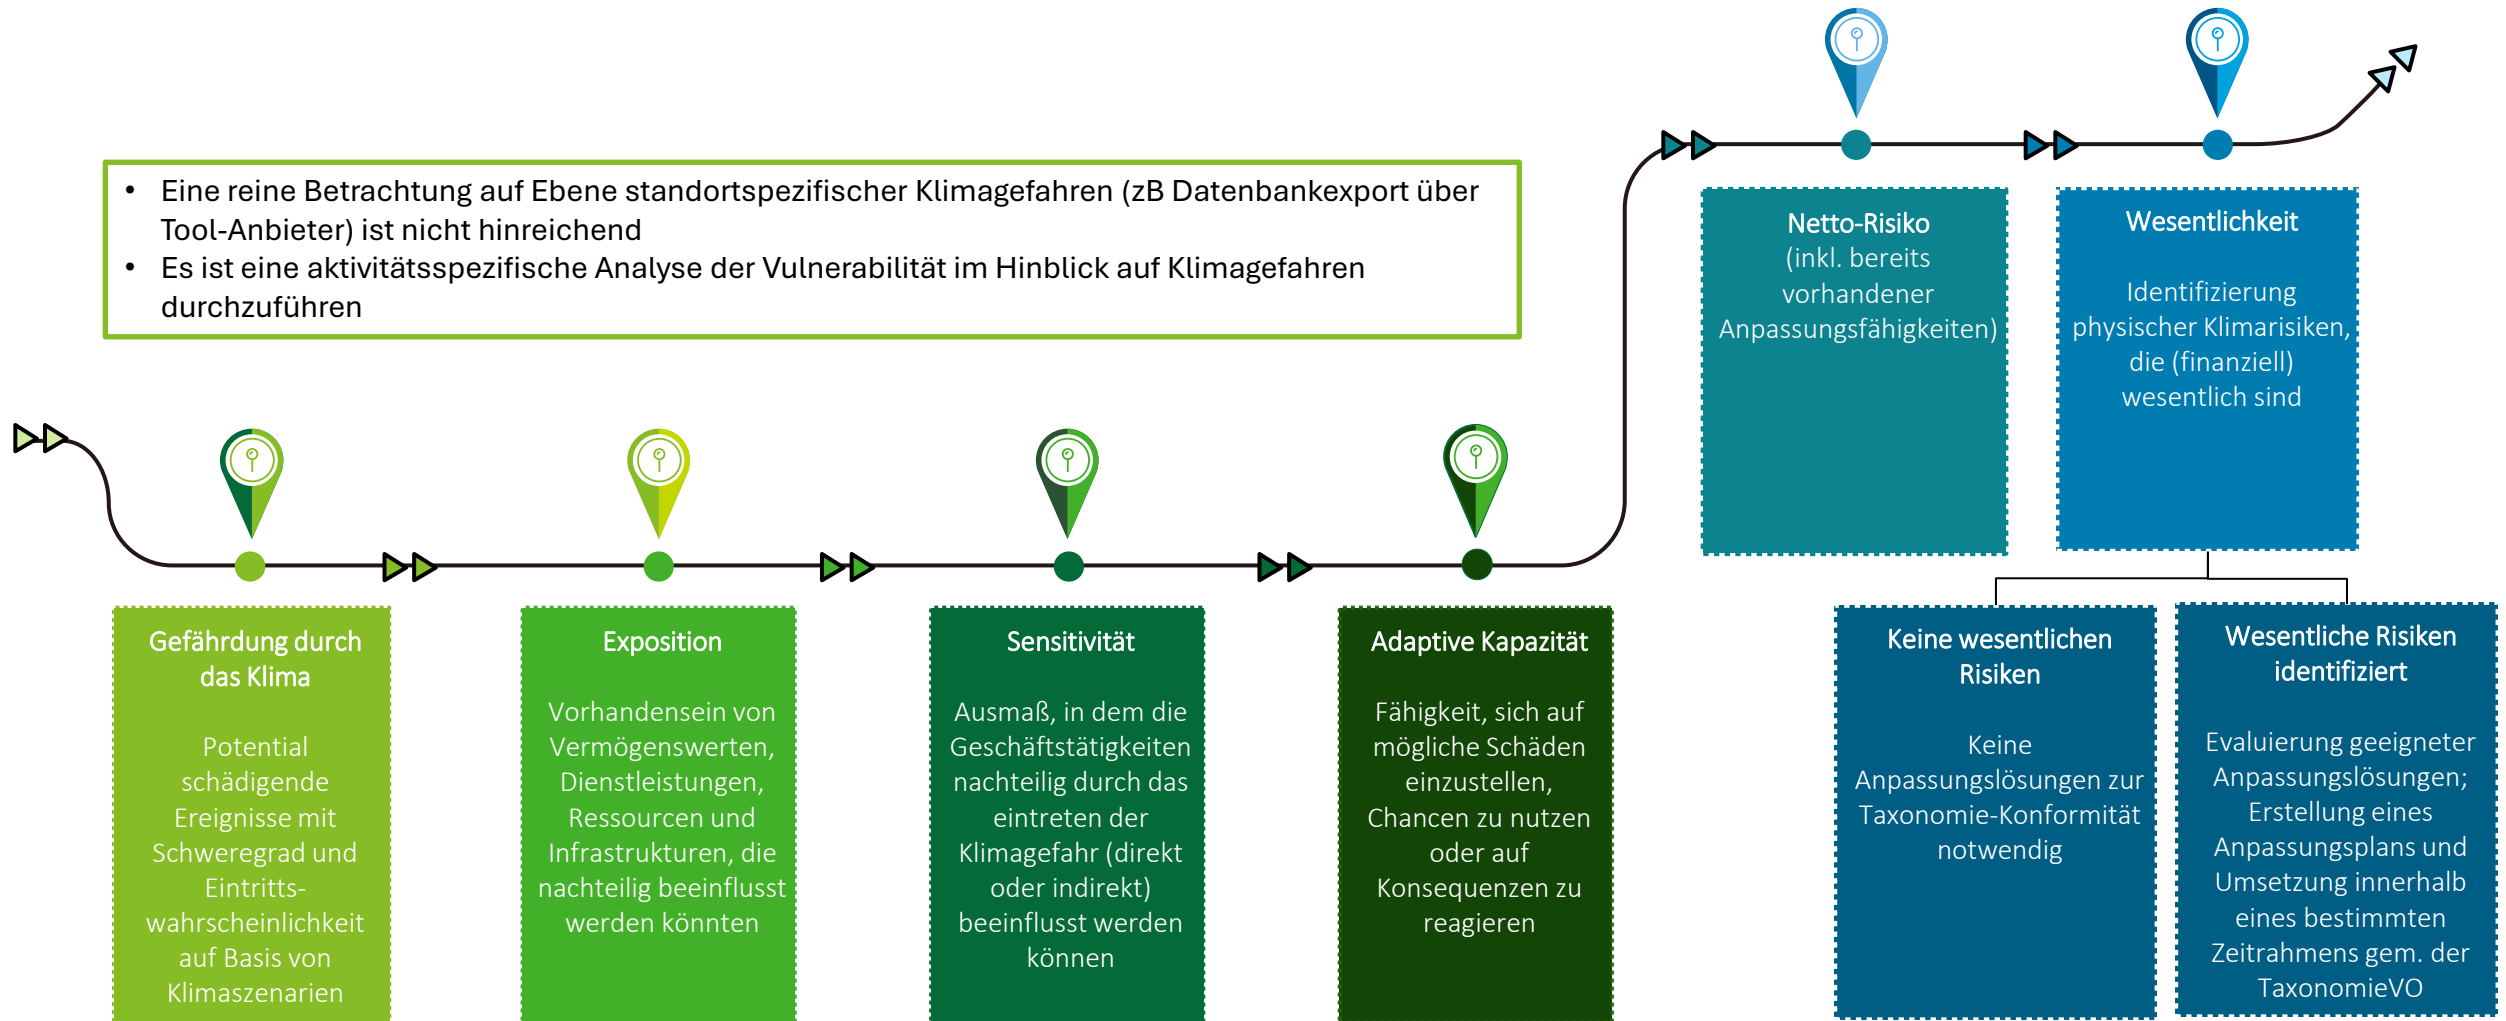 • Eine reine Betrachtung auf Ebene standortspezifischer Klimagefahren (zB Datenbankexport über
Tool-Anbieter) ist nicht hinreichend
• Es ist eine aktivitätsspezifische Analyse der Vulnerabilität im Hinblick auf Klimagefahren
durchzuführen
Gefährdung durch
das Klima
Potential
schädigende
Ereignisse mit
Schweregrad und
Eintritts-
wahrscheinlichkeit
auf Basis von
Klimaszenarien
Exposition
Vorhandensein von
Vermögenswerten,
Dienstleistungen,
Ressourcen und
Infrastrukturen, die
nachteilig beeinflusst
werden könnten
Sensitivität
Ausmaß, in dem die
Geschäftstätigkeiten
nachteilig durch das
eintreten der
Klimagefahr (direkt
oder indirekt)
beeinflusst werden
können
Adaptive Kapazität
Fähigkeit, sich auf
mögliche Schäden
einzustellen,
Chancen zu nutzen
oder auf
Konsequenzen zu
reagieren
Netto-Risiko
(inkl. bereits
vorhandener
Anpassungsfähigkeiten)
Wesentlichkeit
Identifizierung
physischer Klimarisiken,
die (finanziell)
wesentlich sind
Keine wesentlichen
Risiken
Keine
Anpassungslösungen zur
Taxonomie-Konformität
notwendig
Wesentliche Risiken
identifiziert
Evaluierung geeigneter
Anpassungslösungen;
Erstellung eines
Anpassungsplans und
Umsetzung innerhalb
eines bestimmten
Zeitrahmens gem. der
TaxonomieVO